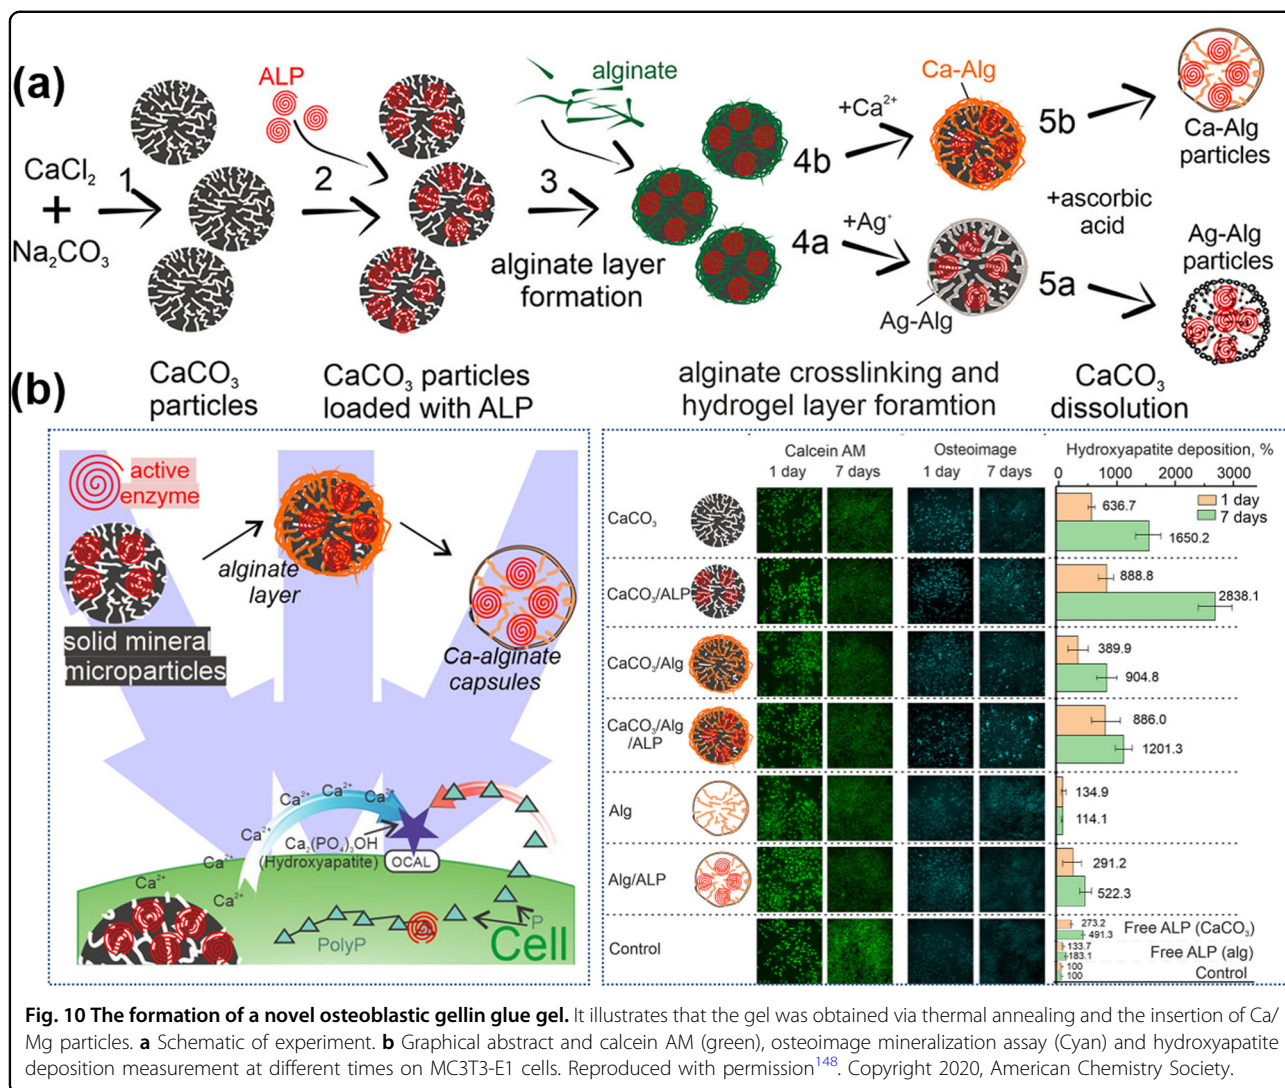 (a)
CaCl2
+
Na2CO3
1
ALP
2
alginate
3
alginate layer
formation
4b
+Ca2+
Ca-Alg
5b
Ca-Alg
particles
4a
+Ag+
Ag-Alg
+ascorbic
acid
5a
Ag-Alg
particles
CaCO3
particles
CaCO3 particles
loaded with ALP
alginate crosslinking and
hydrogel layer foramtion
CaCO3
dissolution
(b)
active
enzyme
alginate
layer
solid mineral
microparticles
Ca-alginate
capsules
Ca2+
Ca2+
Ca2+
Ca2+
Ca2+
Ca2+
Ca2+
Ca2+
Ca2(PO4)3OH
(Hydroxyapatite)
OCAL
PolyP
P
Cell
Calcein AM
Osteoimage
Hydroxyapatite deposition, %
1 day
7 days
1 day
7 days
0 1000 2000 3000
1 day
7 days
CaCO3
636.7
1650.2
CaCO3/ALP
888.8
2838.1
CaCO3/Alg
389.9
904.8
CaCO3/Alg
/ALP
886.0
1201.3
Alg
134.9
114.1
Alg/ALP
291.2
522.3
Control
273.2
491.3
Free ALP (CaCO3)
133.7
183.1
Free ALP (alg)
100
100
Control
Fig. 10 The formation of a novel osteoblastic gellin glue gel. It illustrates that the gel was obtained via thermal annealing and the insertion of Ca/
Mg particles. a Schematic of experiment. b Graphical abstract and calcein AM (green), osteoimage mineralization assay (Cyan) and hydroxyapatite
deposition measurement at different times on MC3T3-E1 cells. Reproduced with permission148. Copyright 2020, American Chemistry Society.